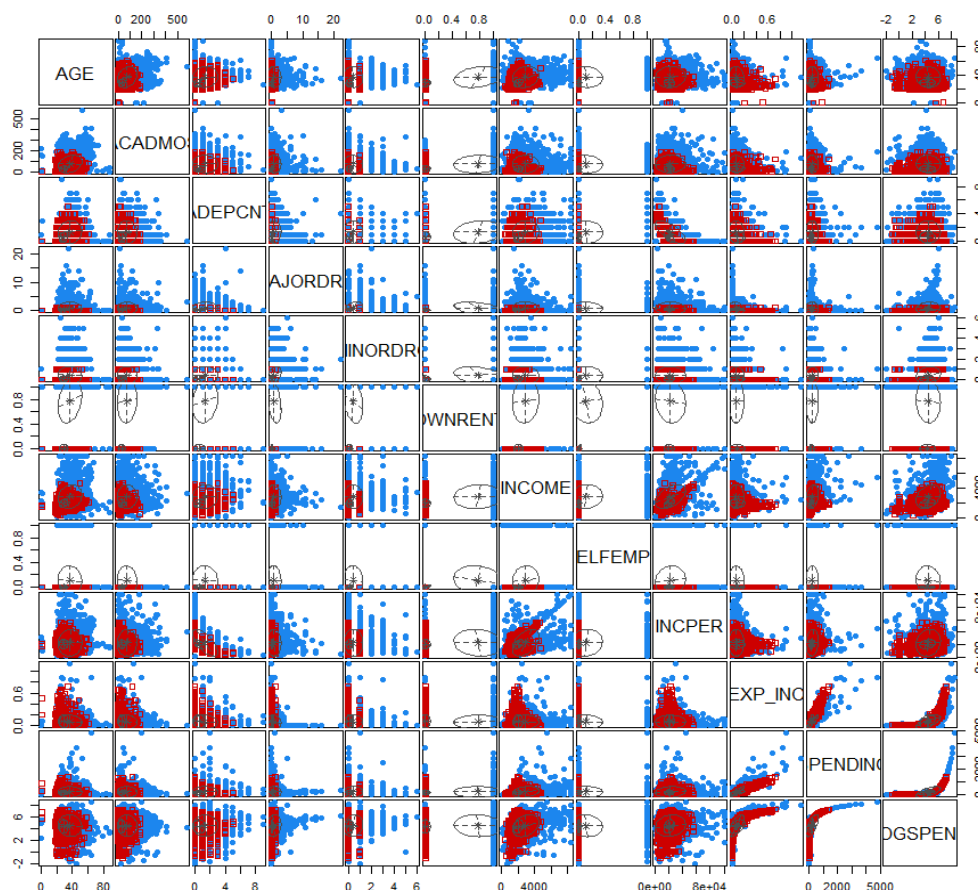 0 200 500 0 10 20 0.0 0.4 0.8 0.0 0.4 0.8 0.0 0.6 -2 2 4 6
AGE
0 200 500
ACADMOS
ADEPCNT
0 10 20
AJORDR
INORDR
0 2 4 6
0.0 0.8
OWNRENT
INCOME
0.0 0.4 0.8
ELFEMP
INCPER
0.0 0.6
EXP_INC
PENDING
-2 2 4 6
OGSPEN
0 40 80 0 4 8 0 2 4 6 0 4000 0e+00 8e+04 0 2000 5000